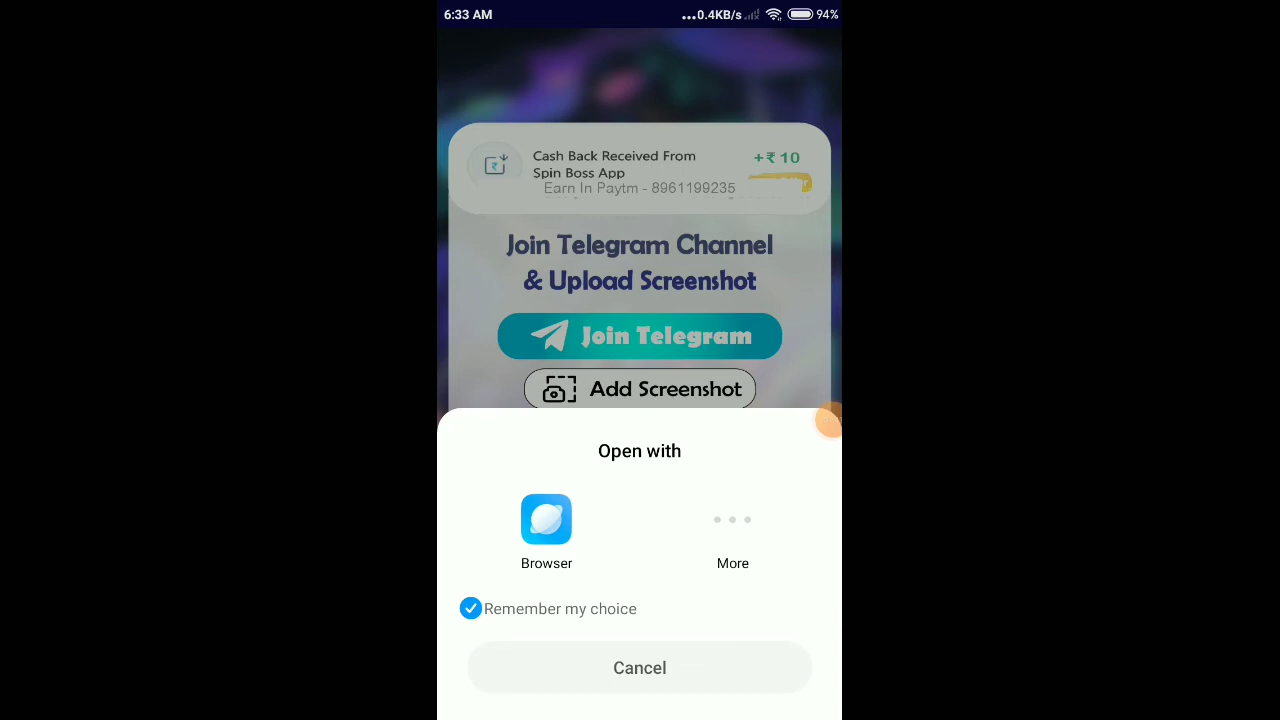 6:33 AM
...0.4KB/s
94%
Cash Back Received From
+₹ 10
Spin Boss App
Earn In Paytm - 8961199235
Join Telegram Channel
& Upload Screenshot
Join Telegram
Add Screenshot
Open with
Browser
More
Remember my choice
Cancel